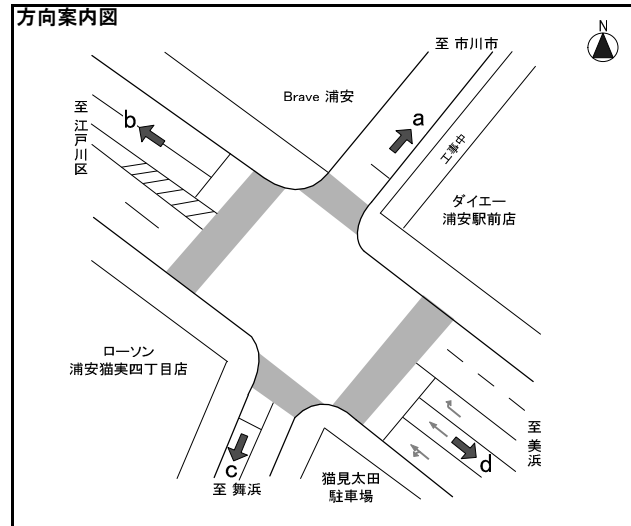 方向案内図
N
至 市川市
Brave 浦安
a
b
至 江戸川区
工事中
ダイエー
浦安駅前店
ローソン
浦安猫実四丁目店
至 美浜
c
至 舞浜
d
猫見太田
駐車場